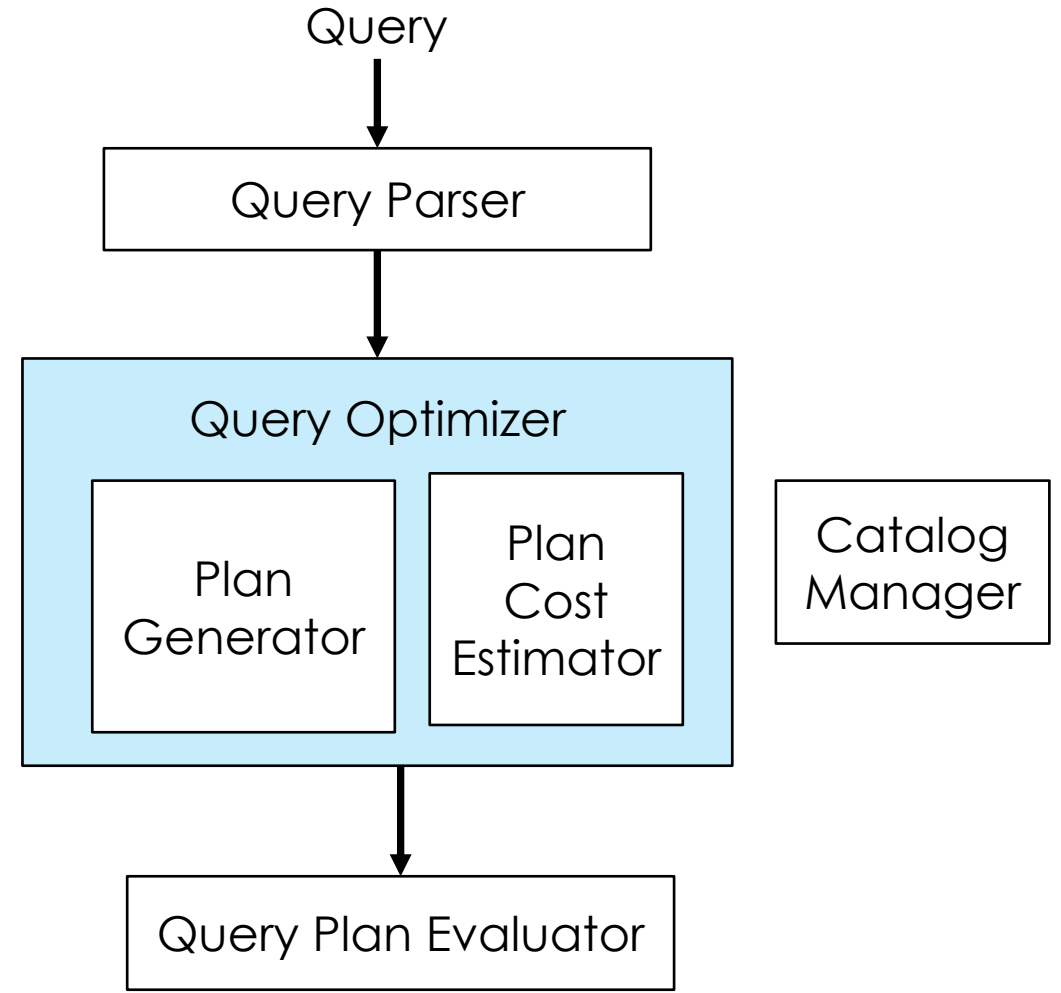 Query
Query Parser
Query Optimizer
Plan
Generator
Plan
Cost
Estimator
Catalog
Manager
Query Plan Evaluator